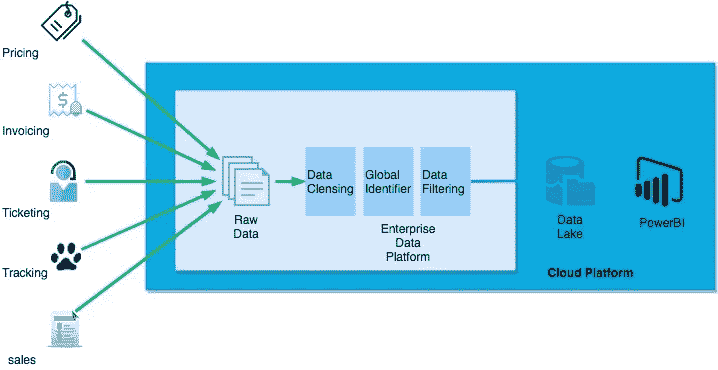 Pricing
Invoicing
Ticketing
Tracking
sales
$
Raw
Data
Data
Clensing
Global
Identifier
Data
Filtering
Enterprise
Data
Platform
Data
Lake
PowerBI
Cloud Platform